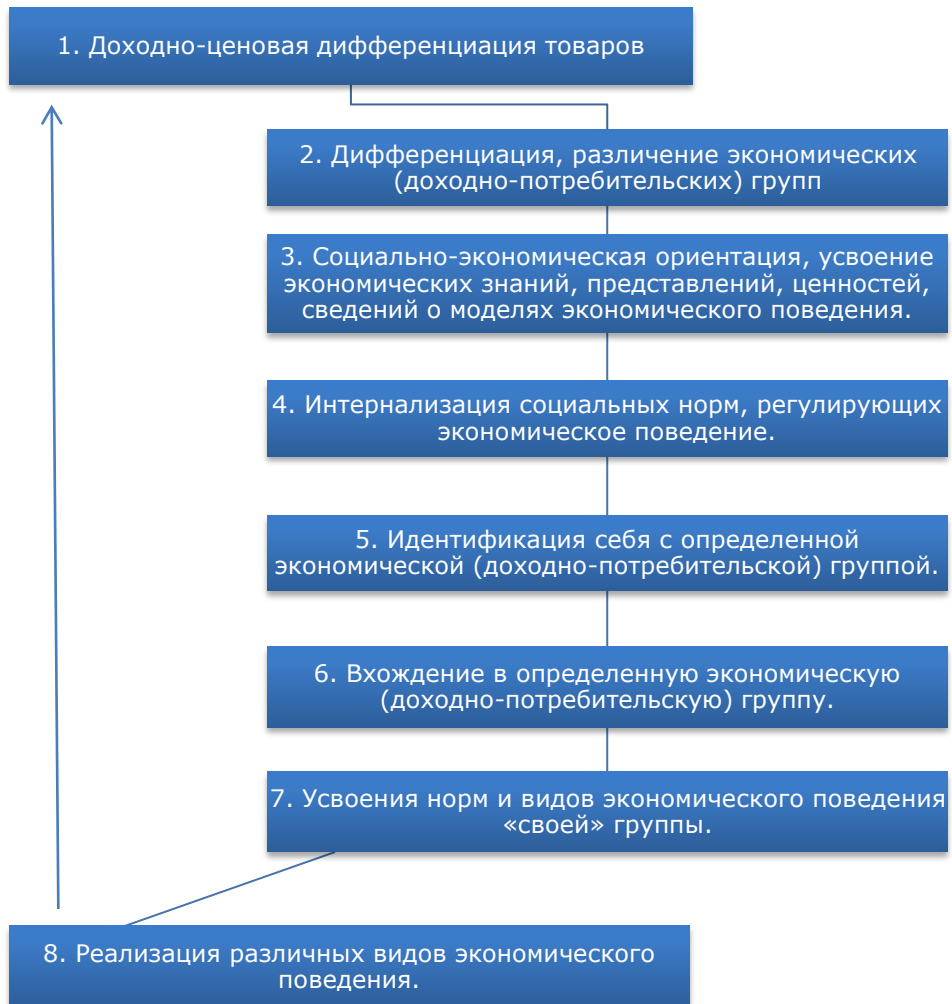 1. Доходно-ценовая дифференциация товаров
2. Дифференциация, различение экономических
(доходно-потребительских) групп
3. Социально-экономическая ориентация, усвоение
экономических знаний, представлений, ценностей,
сведений о моделях экономического поведения.
4. Интернализация социальных норм, регулирующих
экономическое поведение.
5. Идентификация себя с определенной
экономической (доходно-потребительской) группой.
6. Вхождение в определенную экономическую
(доходно-потребительскую) группу.
7. Усвоения норм и видов экономического поведения
«своей» группы.
8. Реализация различных видов экономического
поведения.